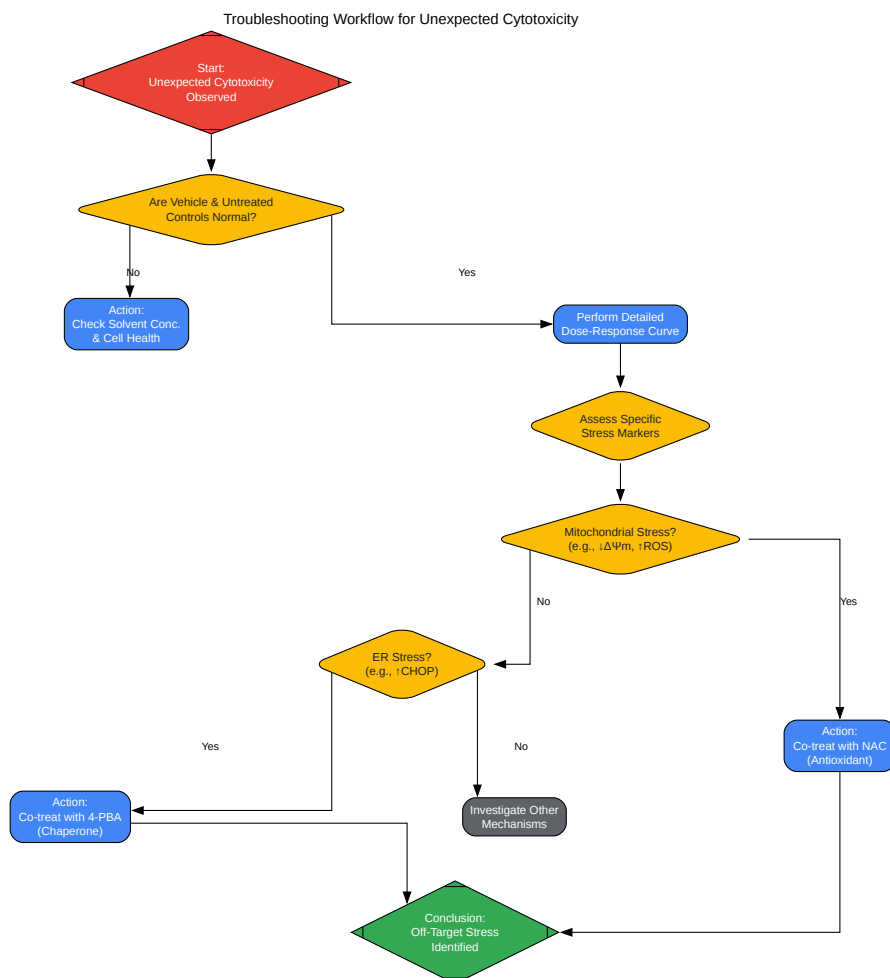 Troubleshooting Workflow for Unexpected Cytotoxicity
Start:
Unexpected Cytotoxicity
Observed
Are Vehicle & Untreated
Controls Normal?
No
Yes
Action:
Check Solvent Conc.
& Cell Health
Perform Detailed
Dose-Response Curve
Assess Specific
Stress Markers
Mitochondrial Stress?
(e.g., ↓ΔΨm, ↑ROS)
No
Yes
ER Stress?
(e.g., ↑CHOP)
Yes
No
Action:
Co-treat with NAC
(Antioxidant)
Action:
Co-treat with 4-PBA
(Chaperone)
Investigate Other
Mechanisms
Conclusion:
Off-Target Stress
Identified